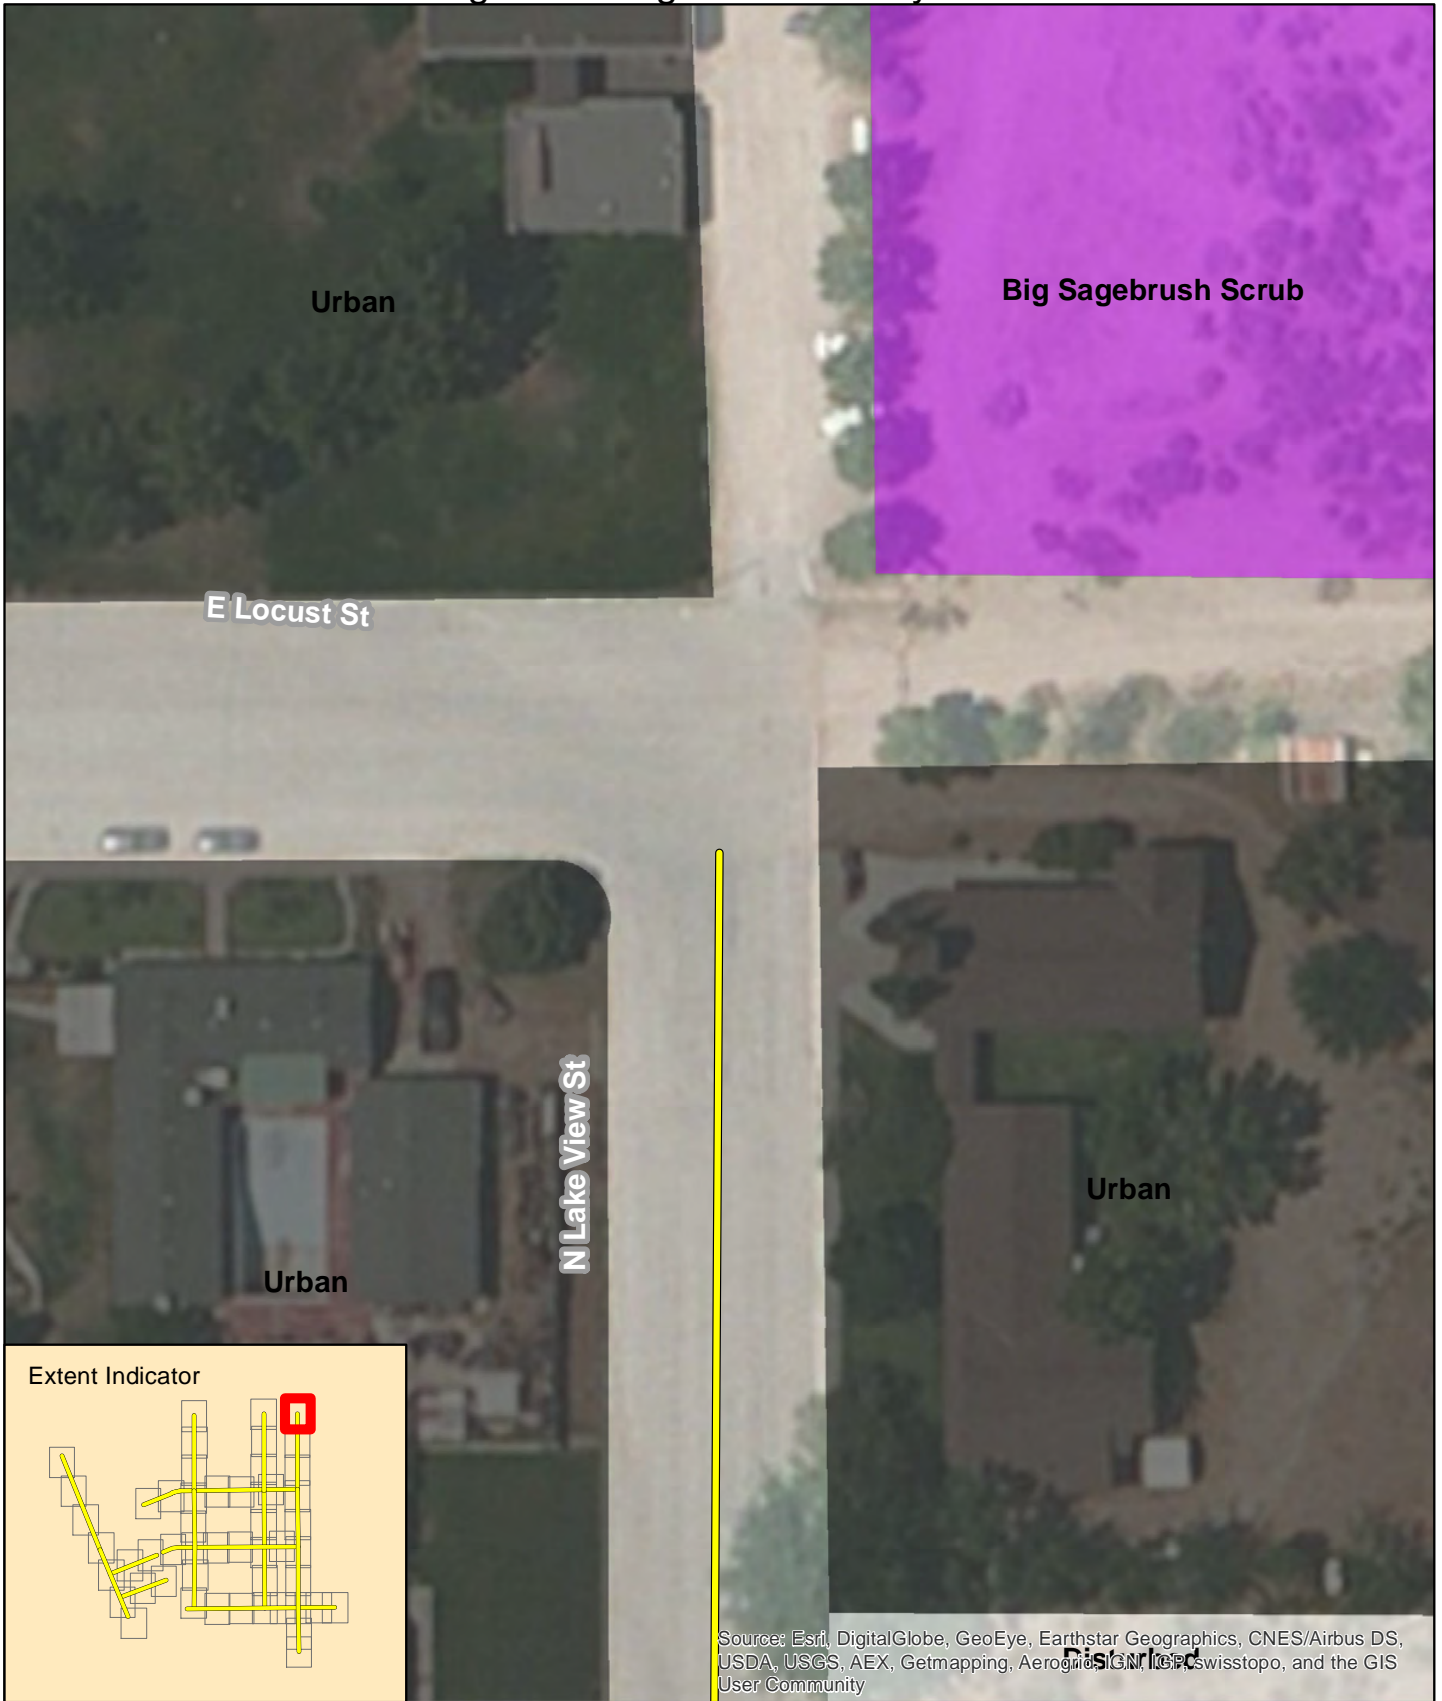 Urban
Big Sagebrush Scrub
E Locust St
N Lake View St
Urban
Urban
Extent Indicator
Source: Esri, DigitalGlobe, GeoEye, Earthstar Geographics, CNES/Airbus DS,
USDA, USGS, AEX, Getmapping, Aerogrid, IGN, IGP, swisstopo, and the GIS
User Community
Disturbed